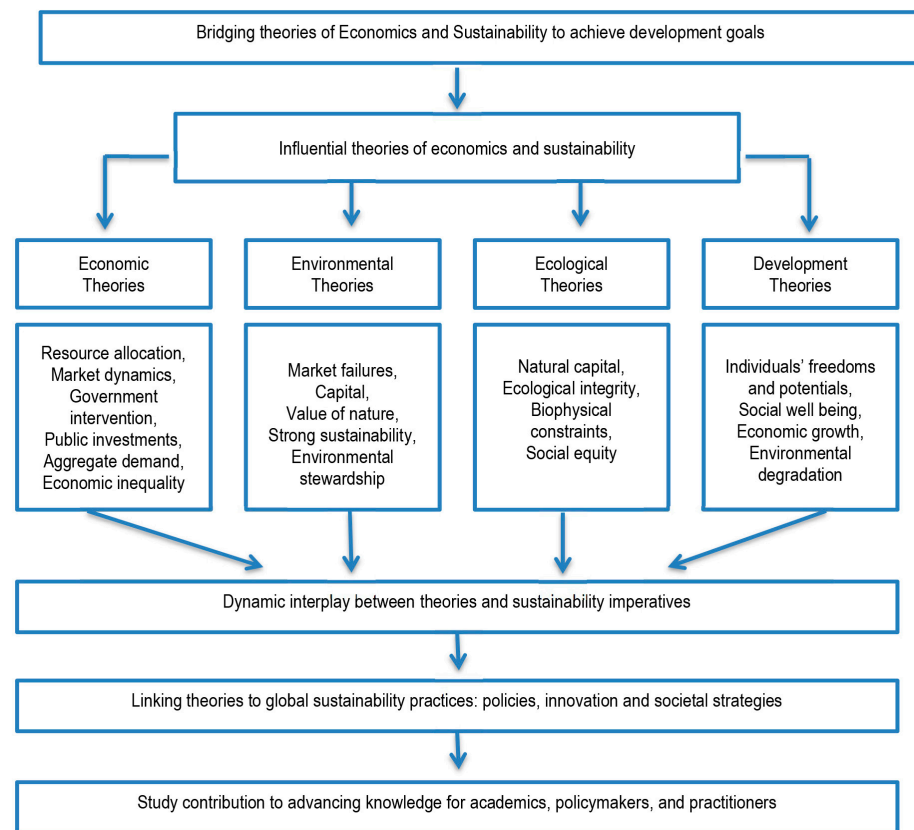 Bridging theories of Economics and Sustainability to achieve development goals
Influential theories of economics and sustainability
Economic
Theories
Environmental
Theories
Ecological
Theories
Development
Theories
Resource allocation,
Market dynamics,
Government
intervention,
Public investments,
Aggregate demand,
Economic inequality
Market failures,
Capital,
Value of nature,
Strong sustainability,
Environmental
stewardship
Natural capital,
Ecological integrity,
Biophysical
constraints,
Social equity
Individuals’ freedoms
and potentials,
Social well being,
Economic growth,
Environmental
degradation
Dynamic interplay between theories and sustainability imperatives
Linking theories to global sustainability practices: policies, innovation and societal strategies
Study contribution to advancing knowledge for academics, policymakers, and practitioners